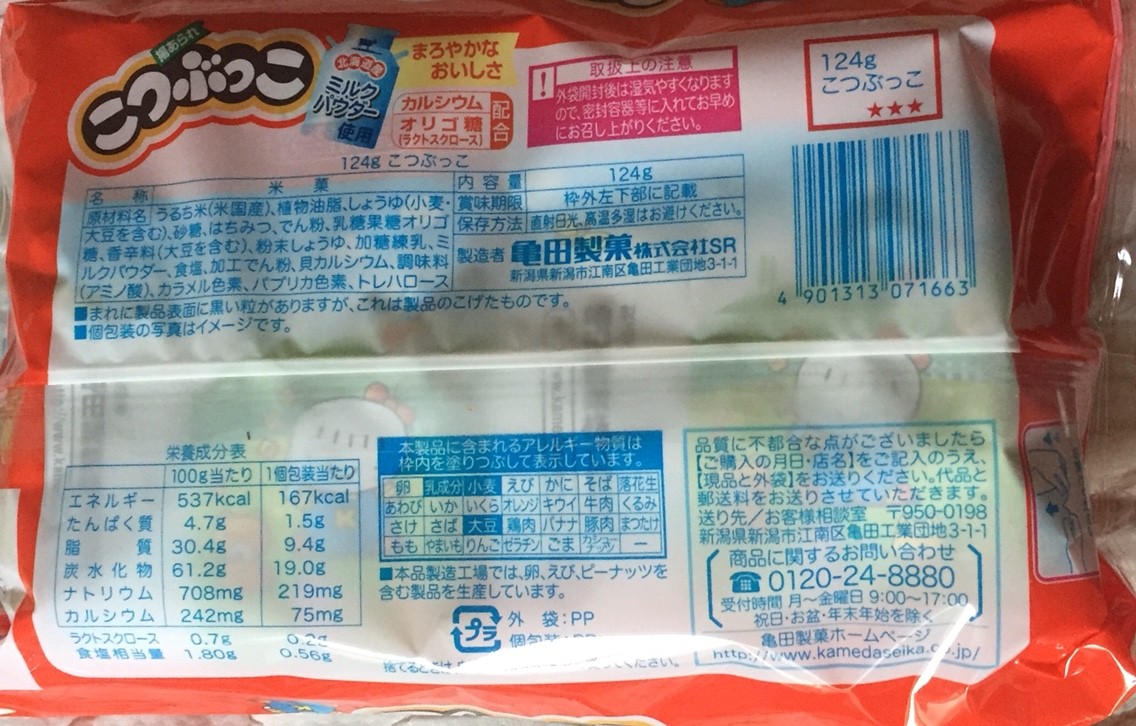 揚あられ
こつぶっこ
北海道産
ミルク
パウダー
使用
まろやかな
おいしさ
カルシウム
オリゴ糖
(ラクトスクロース)
配合
取扱上の注意
外袋開封後は湿気やすくなります
ので、密封容器等に入れてお早め
にお召し上がりください。
124g
こつぶっこ
★★★
124g こつぶっこ
名称 米菓
原材料名 うるち米(米国産)、植物油脂、しょうゆ(小麦・
大豆を含む)、砂糖、はちみつ、でん粉、乳糖果糖オリゴ
糖、香辛料(大豆を含む)、粉末しょうゆ、加糖練乳、ミ
ルクパウダー、食塩、加工でん粉、貝カルシウム、調味料
(アミノ酸)、カラメル色素、パプリカ色素、トレハロース
内容量 124g
賞味期限 枠外左下部に記載
保存方法 直射日光、高温多湿はお避けください。
製造者 亀田製菓株式会社SR
新潟県新潟市江南区亀田工業団地3-1-1
4 901313 071663
■まれに製品表面に黒い粒がありますが、これは製品のこげたものです。
■個包装の写真はイメージです。
栄養成分表
100g当たり 1個包装当たり
エネルギー 537kcal 167kcal
たんぱく質 4.7g 1.5g
脂質 30.4g 9.4g
炭水化物 61.2g 19.0g
ナトリウム 708mg 219mg
カルシウム 242mg 75mg
ラクトスクロース 0.7g 0.2g
食塩相当量 1.80g 0.56g
本製品に含まれるアレルギー物質は
枠内を塗りつぶして表示しています。
卵 乳成分 小麦 えび かに そば 落花生
あわび いか いくら オレンジ キウイ 牛肉 くるみ
さけ さば 大豆 鶏肉 バナナ 豚肉 まつたけ
もも やまいも りんご ゼラチン ごま カシューナッツ ー
■本品製造工場では、卵、えび、ピーナッツを
含む製品を生産しています。
プラ
外袋:PP
個包装:PP
捨てるときは
てください。
品質に不都合な点がございましたら
【ご購入の月日・店名】をご記入のうえ、
【現品と外袋】をお送りください。代品と
郵送料をお送りさせていただきます。
送り先/お客様相談室 〒950-0198
新潟県新潟市江南区亀田工業団地3-1-1
商品に関するお問い合わせ
0120-24-8880
受付時間 月〜金曜日 9:00〜17:00
祝日・お盆・年末年始を除く
亀田製菓ホームページ
http://www.kamedaseika.co.jp/